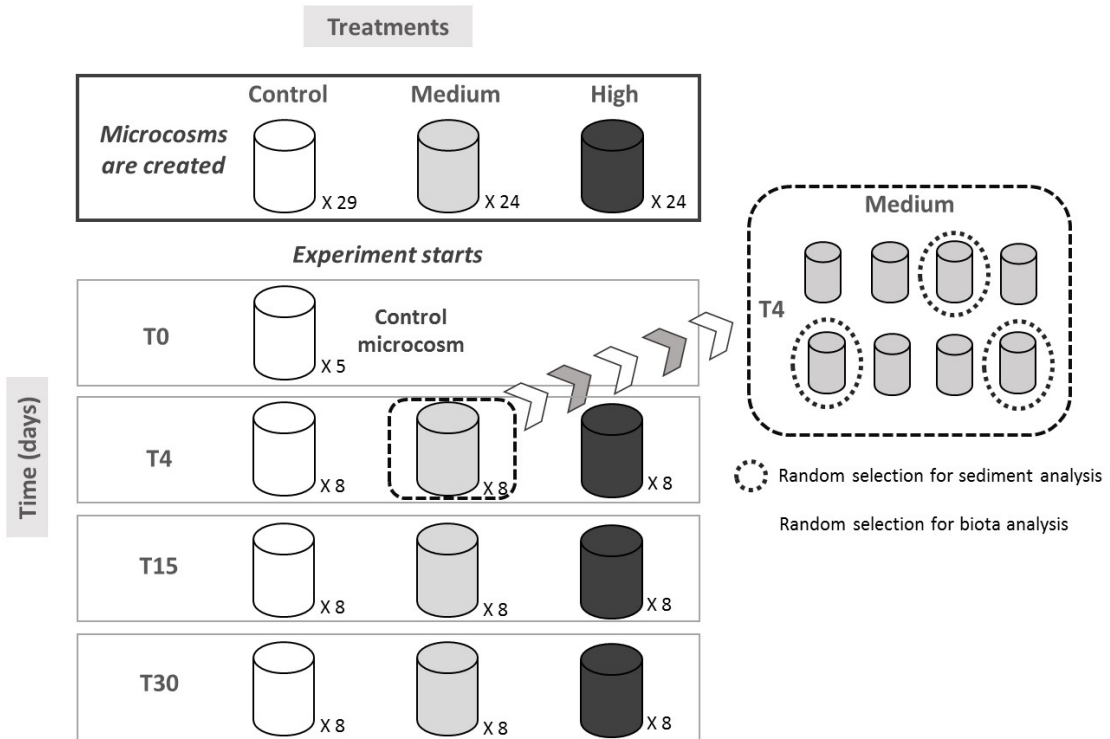 Treatments
Control Medium High
Microcosms
are created
X 29 X 24 X 24
Experiment starts
T0
Control
microcosm
X 5
Time (days)
T4
X 8 X 8 X 8
T15
X 8 X 8 X 8
T30
X 8 X 8 X 8
Medium
T4
Random selection for sediment analysis
Random selection for biota analysis